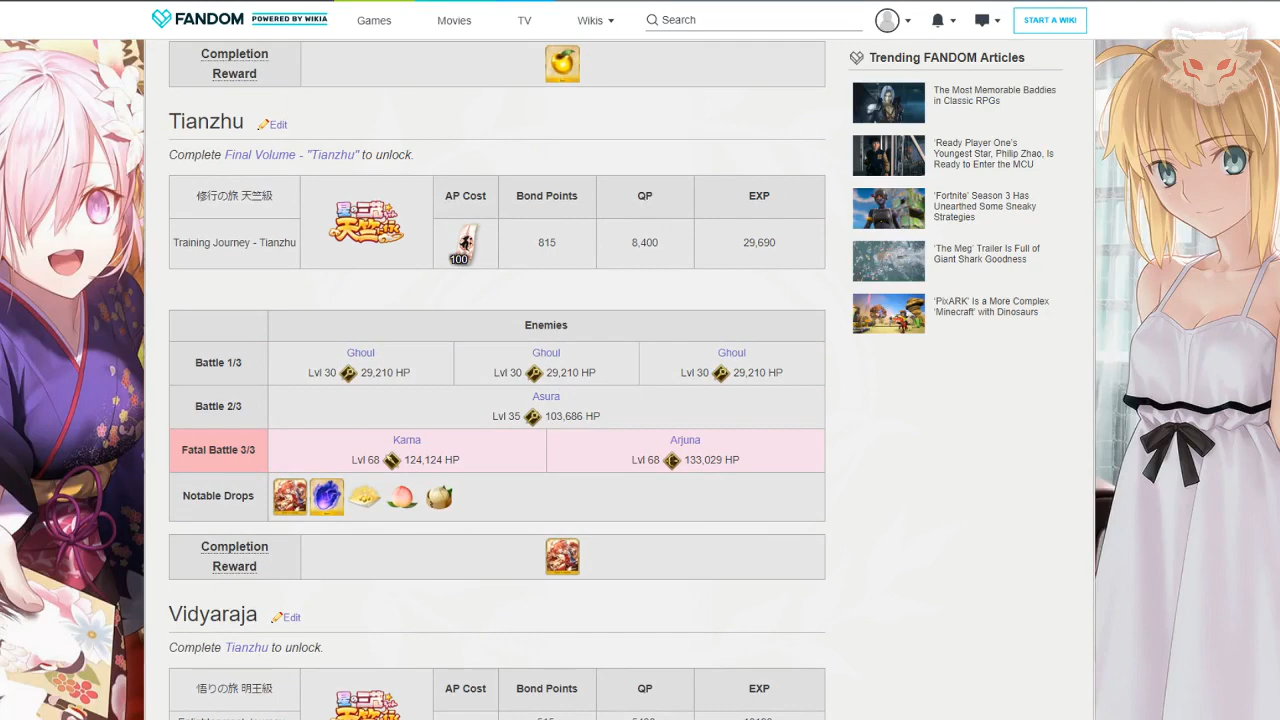 FANDOM POWERED BY WIKIA Games Movies TV Wikis Search START A WIKI
Completion
Reward
Tianzhu Edit
Complete Final Volume - "Tianzhu" to unlock.
修行の旅 天竺級 AP Cost Bond Points QP EXP
Training Journey - Tianzhu 100 815 8,400 29,690
Enemies
Battle 1/3
Ghoul Ghoul Ghoul
Lvl 30 29,210 HP Lvl 30 29,210 HP Lvl 30 29,210 HP
Battle 2/3
Asura
Lvl 35 103,686 HP
Fatal Battle 3/3
Karna Arjuna
Lvl 68 124,124 HP Lvl 68 133,029 HP
Notable Drops
Completion
Reward
Vidyaraja Edit
Complete Tianzhu to unlock.
悟りの旅 明王級 AP Cost Bond Points QP EXP
Trending FANDOM Articles
The Most Memorable Baddies
in Classic RPGs
'Ready Player One's
Youngest Star, Philip Zhao, Is
Ready to Enter the MCU
'Fortnite' Season 3 Has
Unearthed Some Sneaky
Strategies
'The Meg' Trailer Is Full of
Giant Shark Goodness
'PixARK' Is a More Complex
'Minecraft' with Dinosaurs